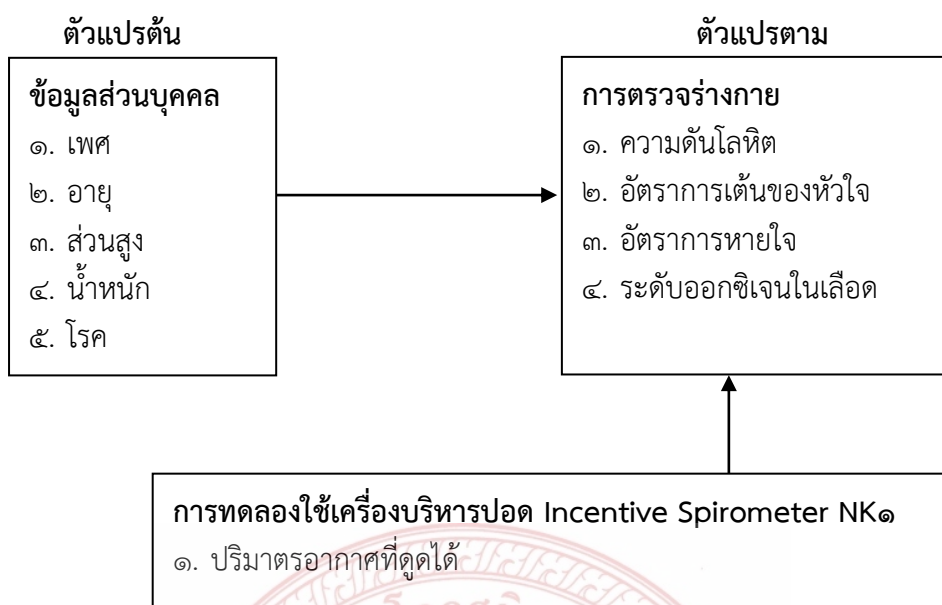 ตัวแปรต้น
ข้อมูลส่วนบุคคล
๑. เพศ
๒. อายุ
๓. ส่วนสูง
๔. น้ำหนัก
๕. โรค
ตัวแปรตาม
การตรวจร่างกาย
๑. ความดันโลหิต
๒. อัตราการเต้นของหัวใจ
๓. อัตราการหายใจ
๔. ระดับออกซิเจนในเลือด
การทดลองใช้เครื่องบริหารปอด Incentive Spirometer NK๑
๑. ปริมาตรอากาศที่ดูดได้